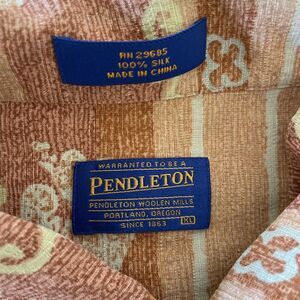 RN 29685
100% SILK
MADE IN CHINA
WARRANTED TO BE A
PENDLETON
PENDLETON WOOLEN MILLS
PORTLAND, OREGON
SINCE 1863 XL